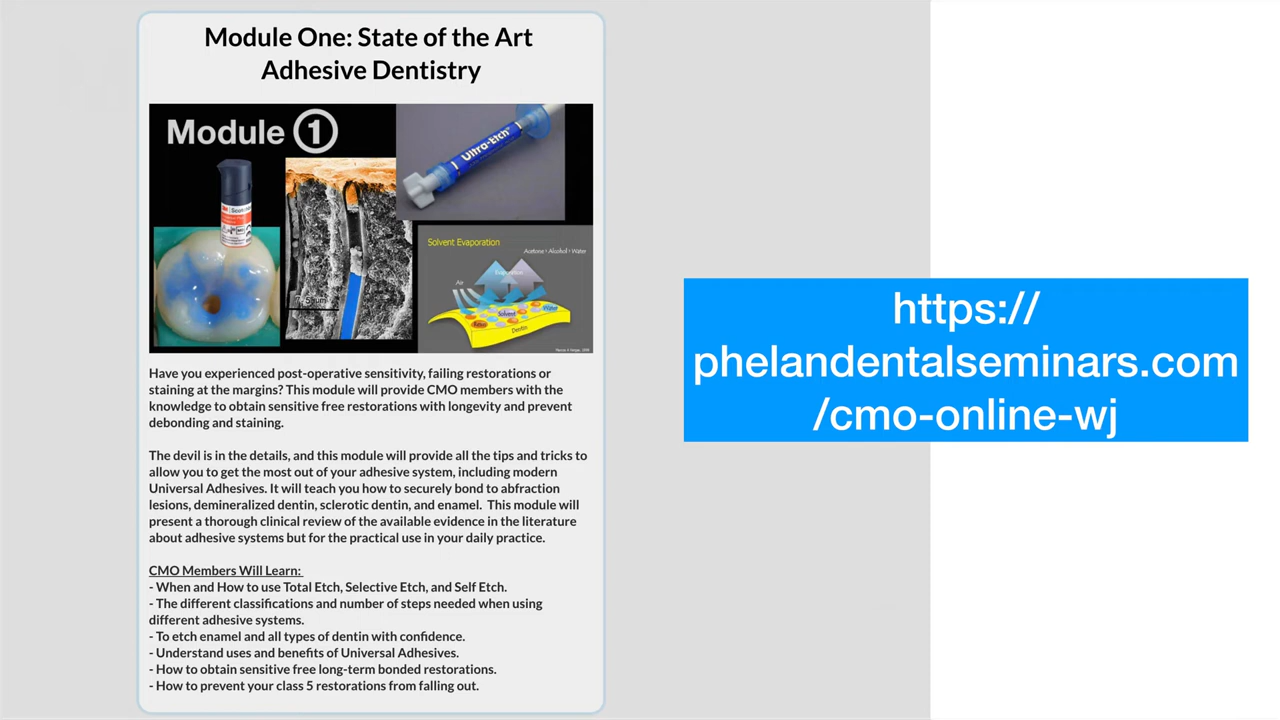 Module One: State of the Art
Adhesive Dentistry
Module 1
Ultra-Etch
Solvent Evaporation
Acetone > Alcohol > Water
Evaporation
Air
Solvent
Water
Dentin
Have you experienced post-operative sensitivity, failing restorations or
staining at the margins? This module will provide CMO members with the
knowledge to obtain sensitive free restorations with longevity and prevent
debonding and staining.
The devil is in the details, and this module will provide all the tips and tricks to
allow you to get the most out of your adhesive system, including modern
Universal Adhesives. It will teach you how to securely bond to abfraction
lesions, demineralized dentin, sclerotic dentin, and enamel.  This module will
present a thorough clinical review of the available evidence in the literature
about adhesive systems but for the practical use in your daily practice.
CMO Members Will Learn:
- When and How to use Total Etch, Selective Etch, and Self Etch.
- The different classifications and number of steps needed when using
different adhesive systems.
- To etch enamel and all types of dentin with confidence.
- Understand uses and benefits of Universal Adhesives.
- How to obtain sensitive free long-term bonded restorations.
- How to prevent your class 5 restorations from falling out.
https://
phelandentalseminars.com
/cmo-online-wj